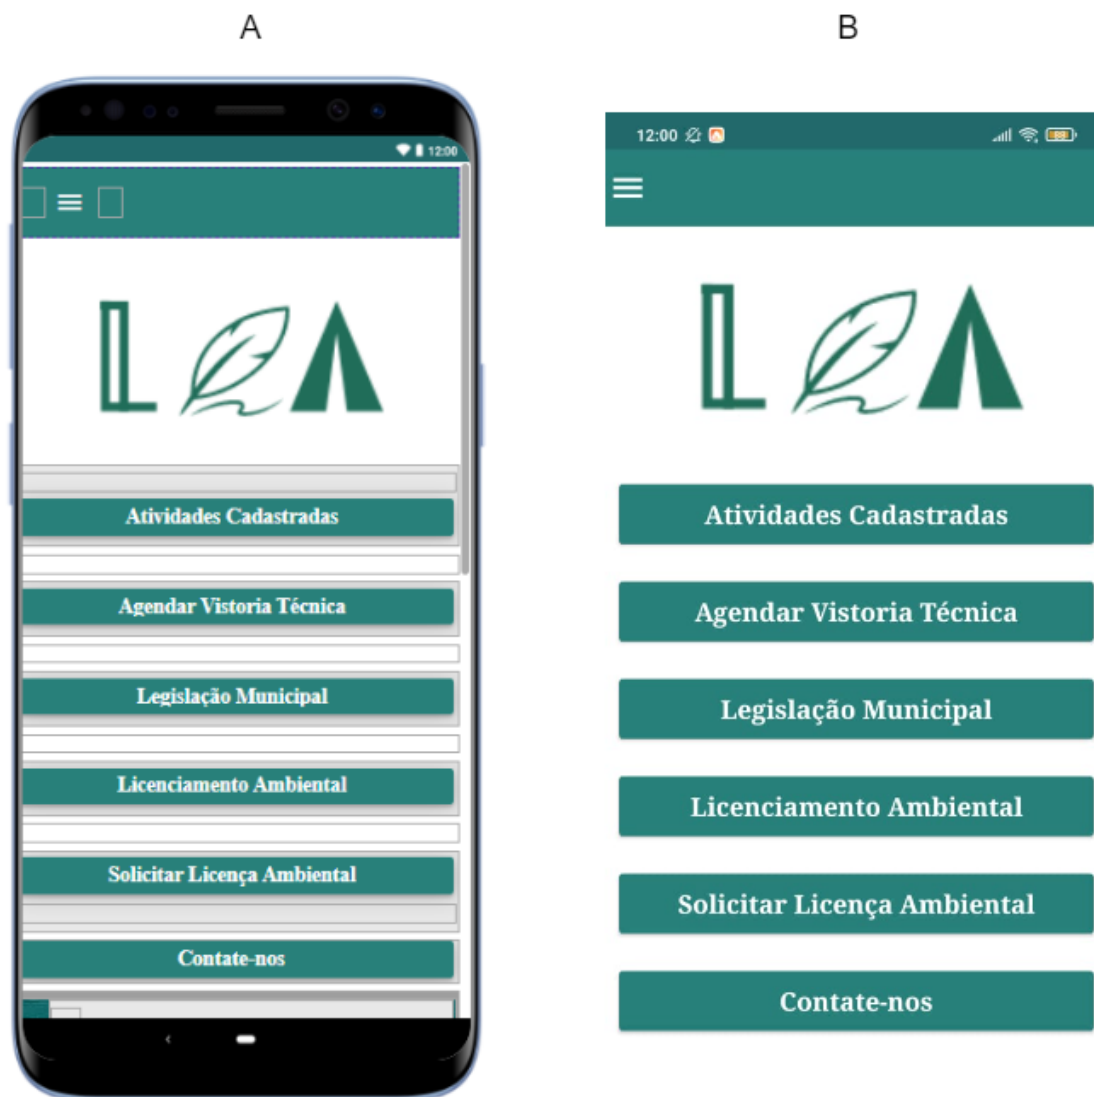 A
12:00
LA
Atividades Cadastradas
Agendar Vistoria Técnica
Legislação Municipal
Licenciamento Ambiental
Solicitar Licença Ambiental
Contate-nos
B
12:00
89
LA
Atividades Cadastradas
Agendar Vistoria Técnica
Legislação Municipal
Licenciamento Ambiental
Solicitar Licença Ambiental
Contate-nos